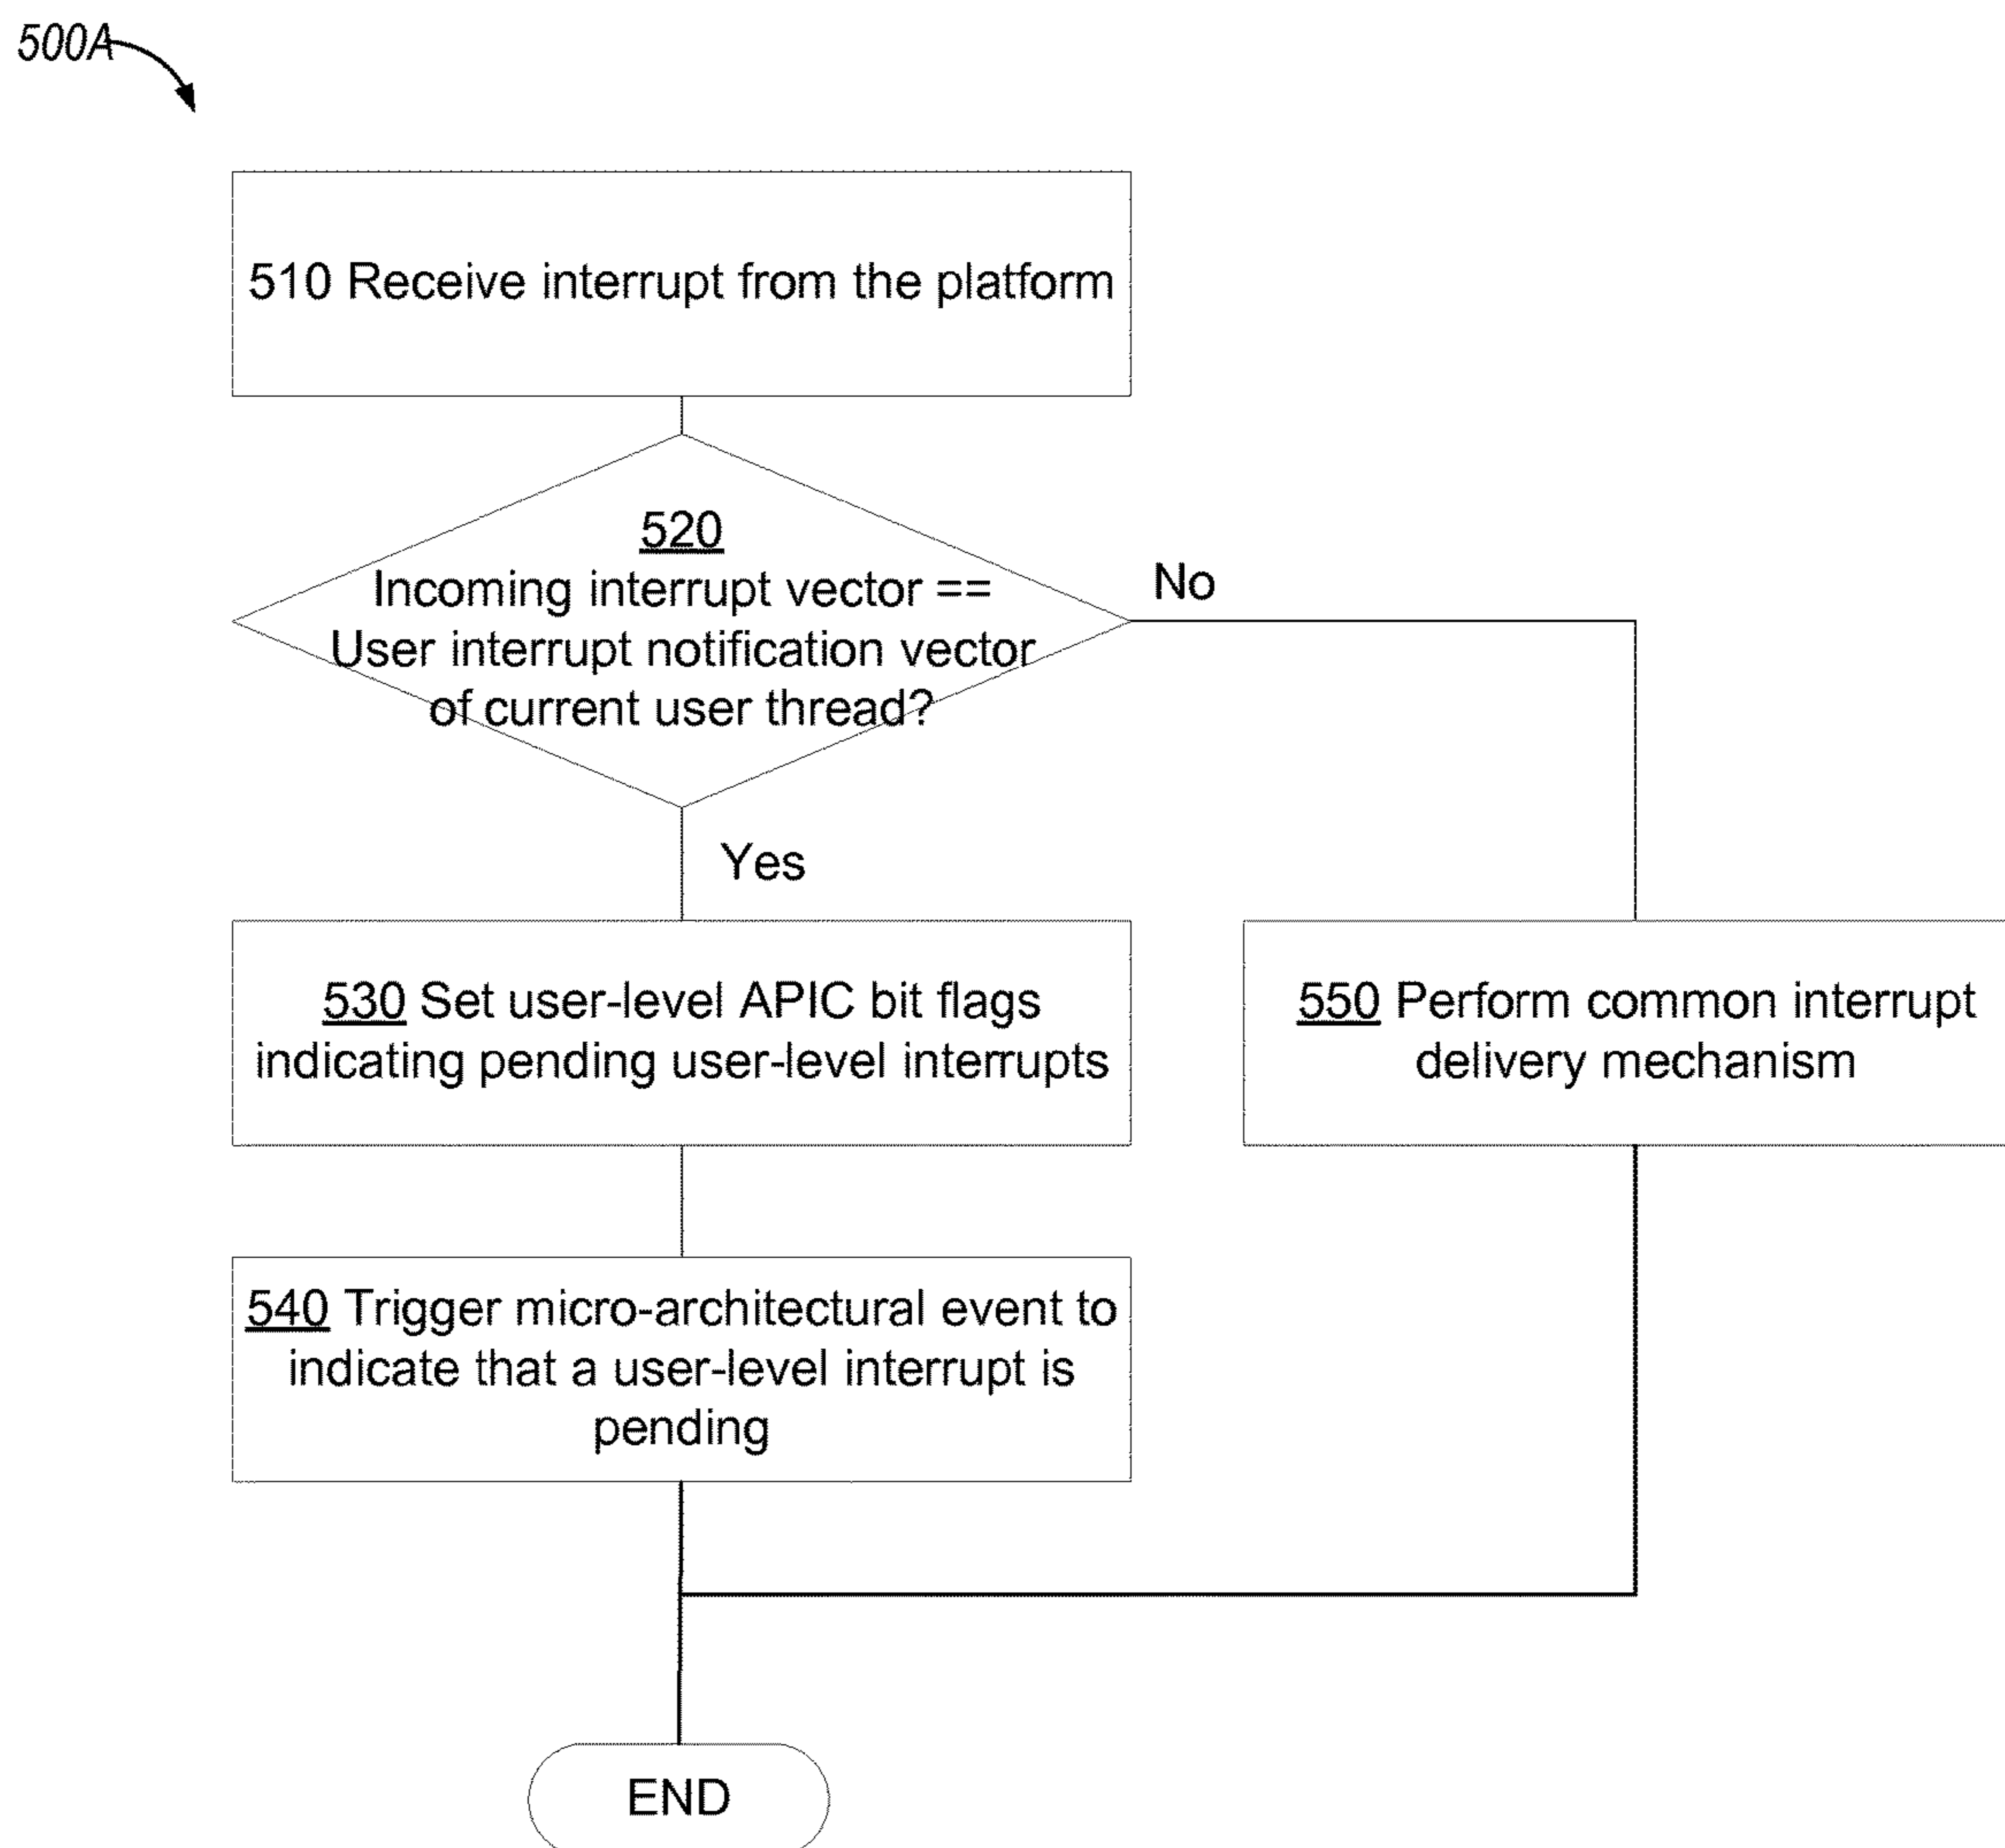 500A
510 Receive interrupt from the platform
520
Incoming interrupt vector ==
User interrupt notification vector
of current user thread?
No
Yes
530 Set user-level APIC bit flags
indicating pending user-level interrupts
550 Perform common interrupt
delivery mechanism
540 Trigger micro-architectural event to
indicate that a user-level interrupt is
pending
END